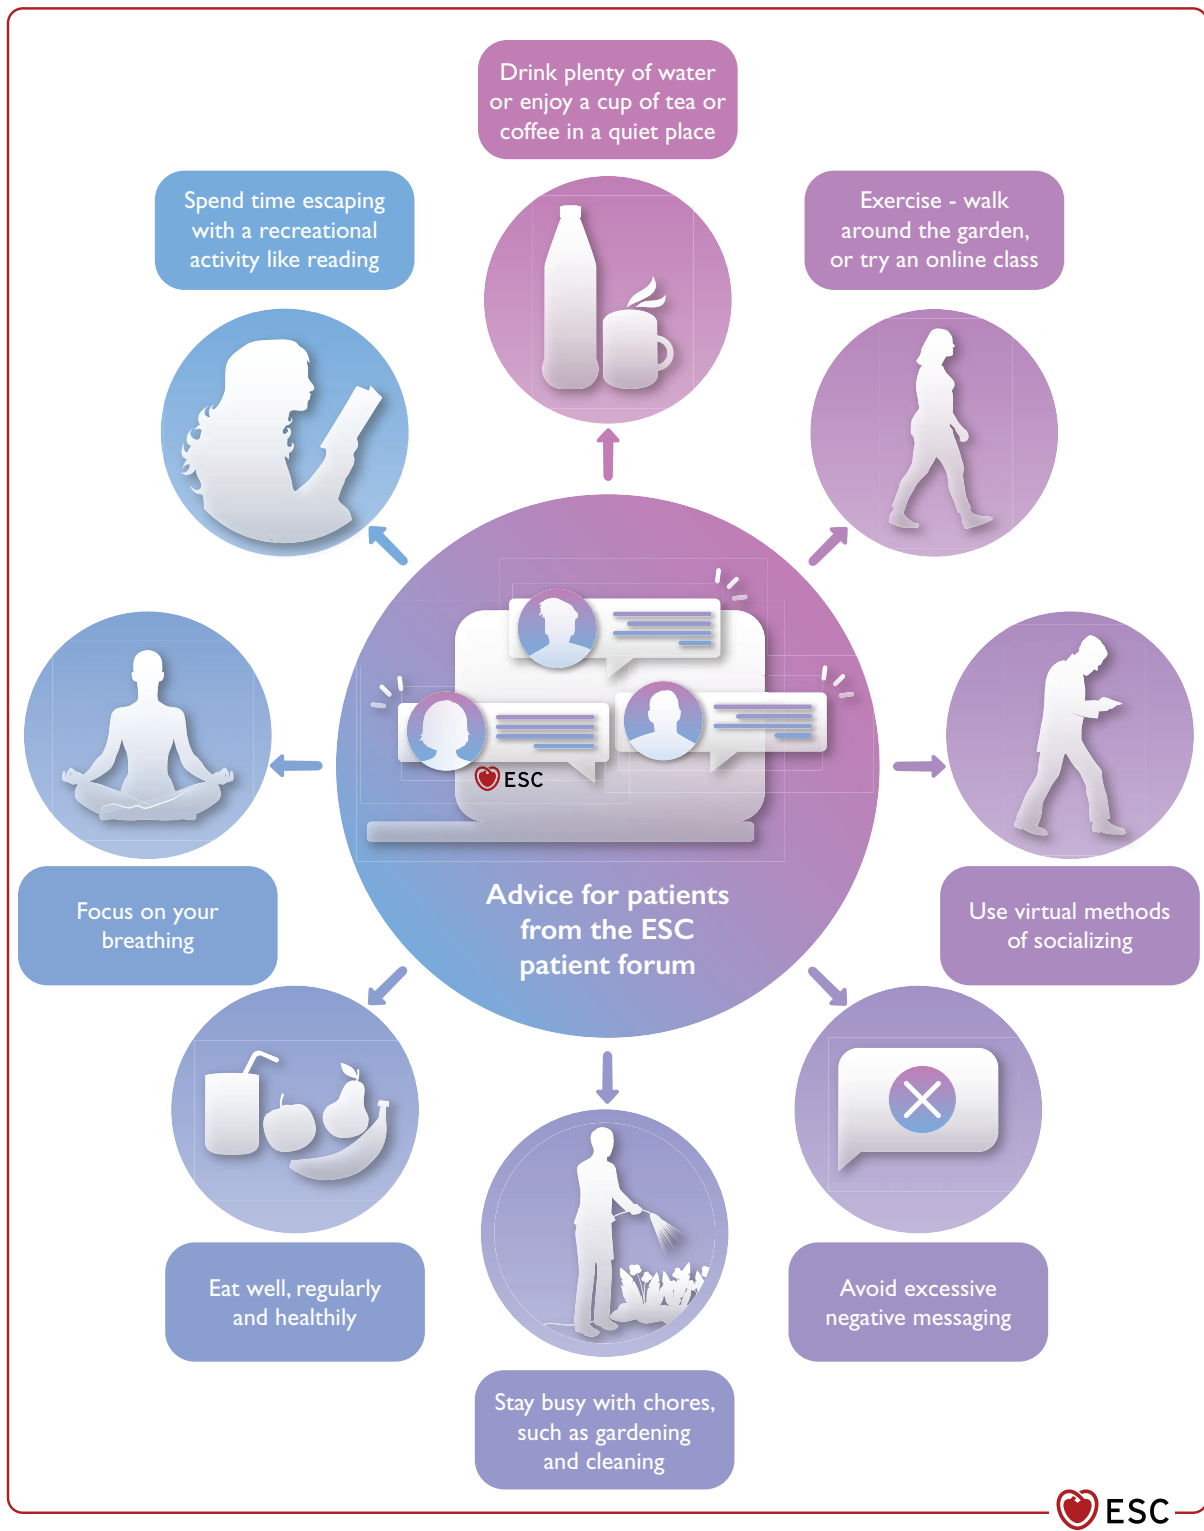 Drink plenty of water
or enjoy a cup of tea or
coffee in a quiet place
Spend time escaping
with a recreational
activity like reading
Exercise - walk
around the garden,
or try an online class
ESC
Advice for patients
from the ESC
patient forum
Focus on your
breathing
Use virtual methods
of socializing
Eat well, regularly
and healthily
Avoid excessive
negative messaging
Stay busy with chores,
such as gardening
and cleaning
ESC